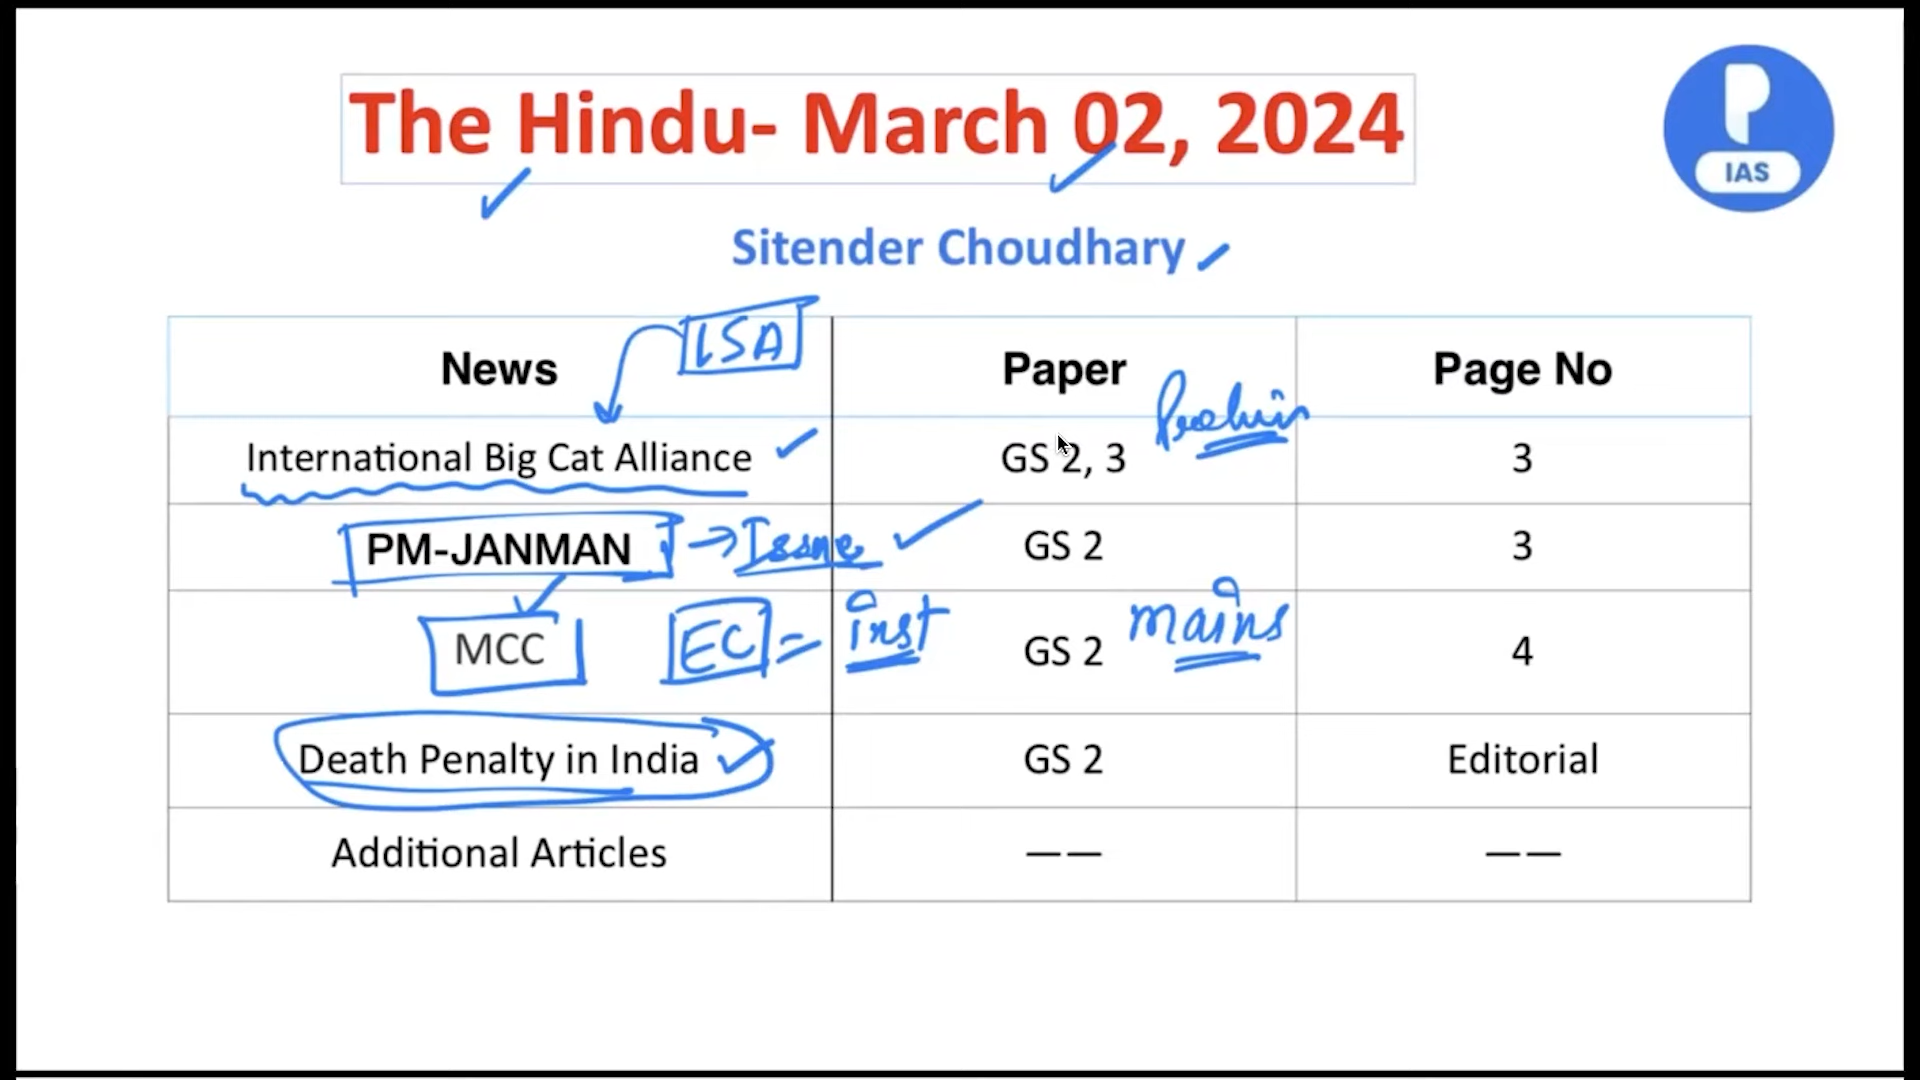 The Hindu- March 02, 2024
P
IAS
Sitender Choudhary
ISA
News Paper Page No
Prelim
International Big Cat Alliance GS 2, 3 3
PM-JANMAN → Issue GS 2 3
MCC EC = inst GS 2 mains 4
Death Penalty in India GS 2 Editorial
Additional Articles —— ——